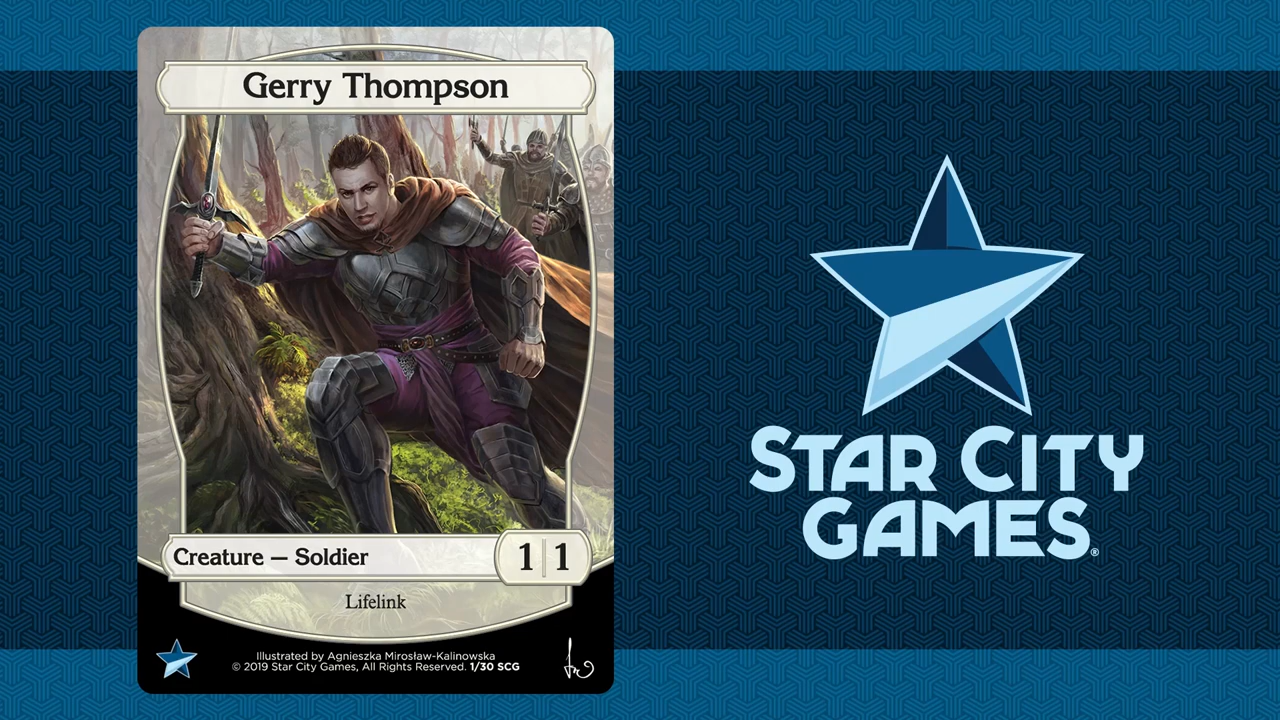 Gerry Thompson
Creature — Soldier
1|1
Lifelink
Illustrated by Agnieszka Mirosław-Kalinowska
© 2019 Star City Games, All Rights Reserved. 1/30 SCG
STAR CITY
GAMES®